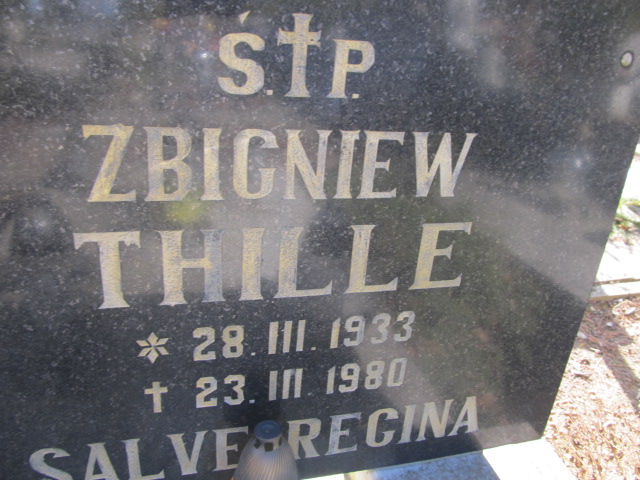 Ś.†P.
ZBIGNIEW
THILLE
* 28.III.1933
† 23.III 1980
SALVE REGINA